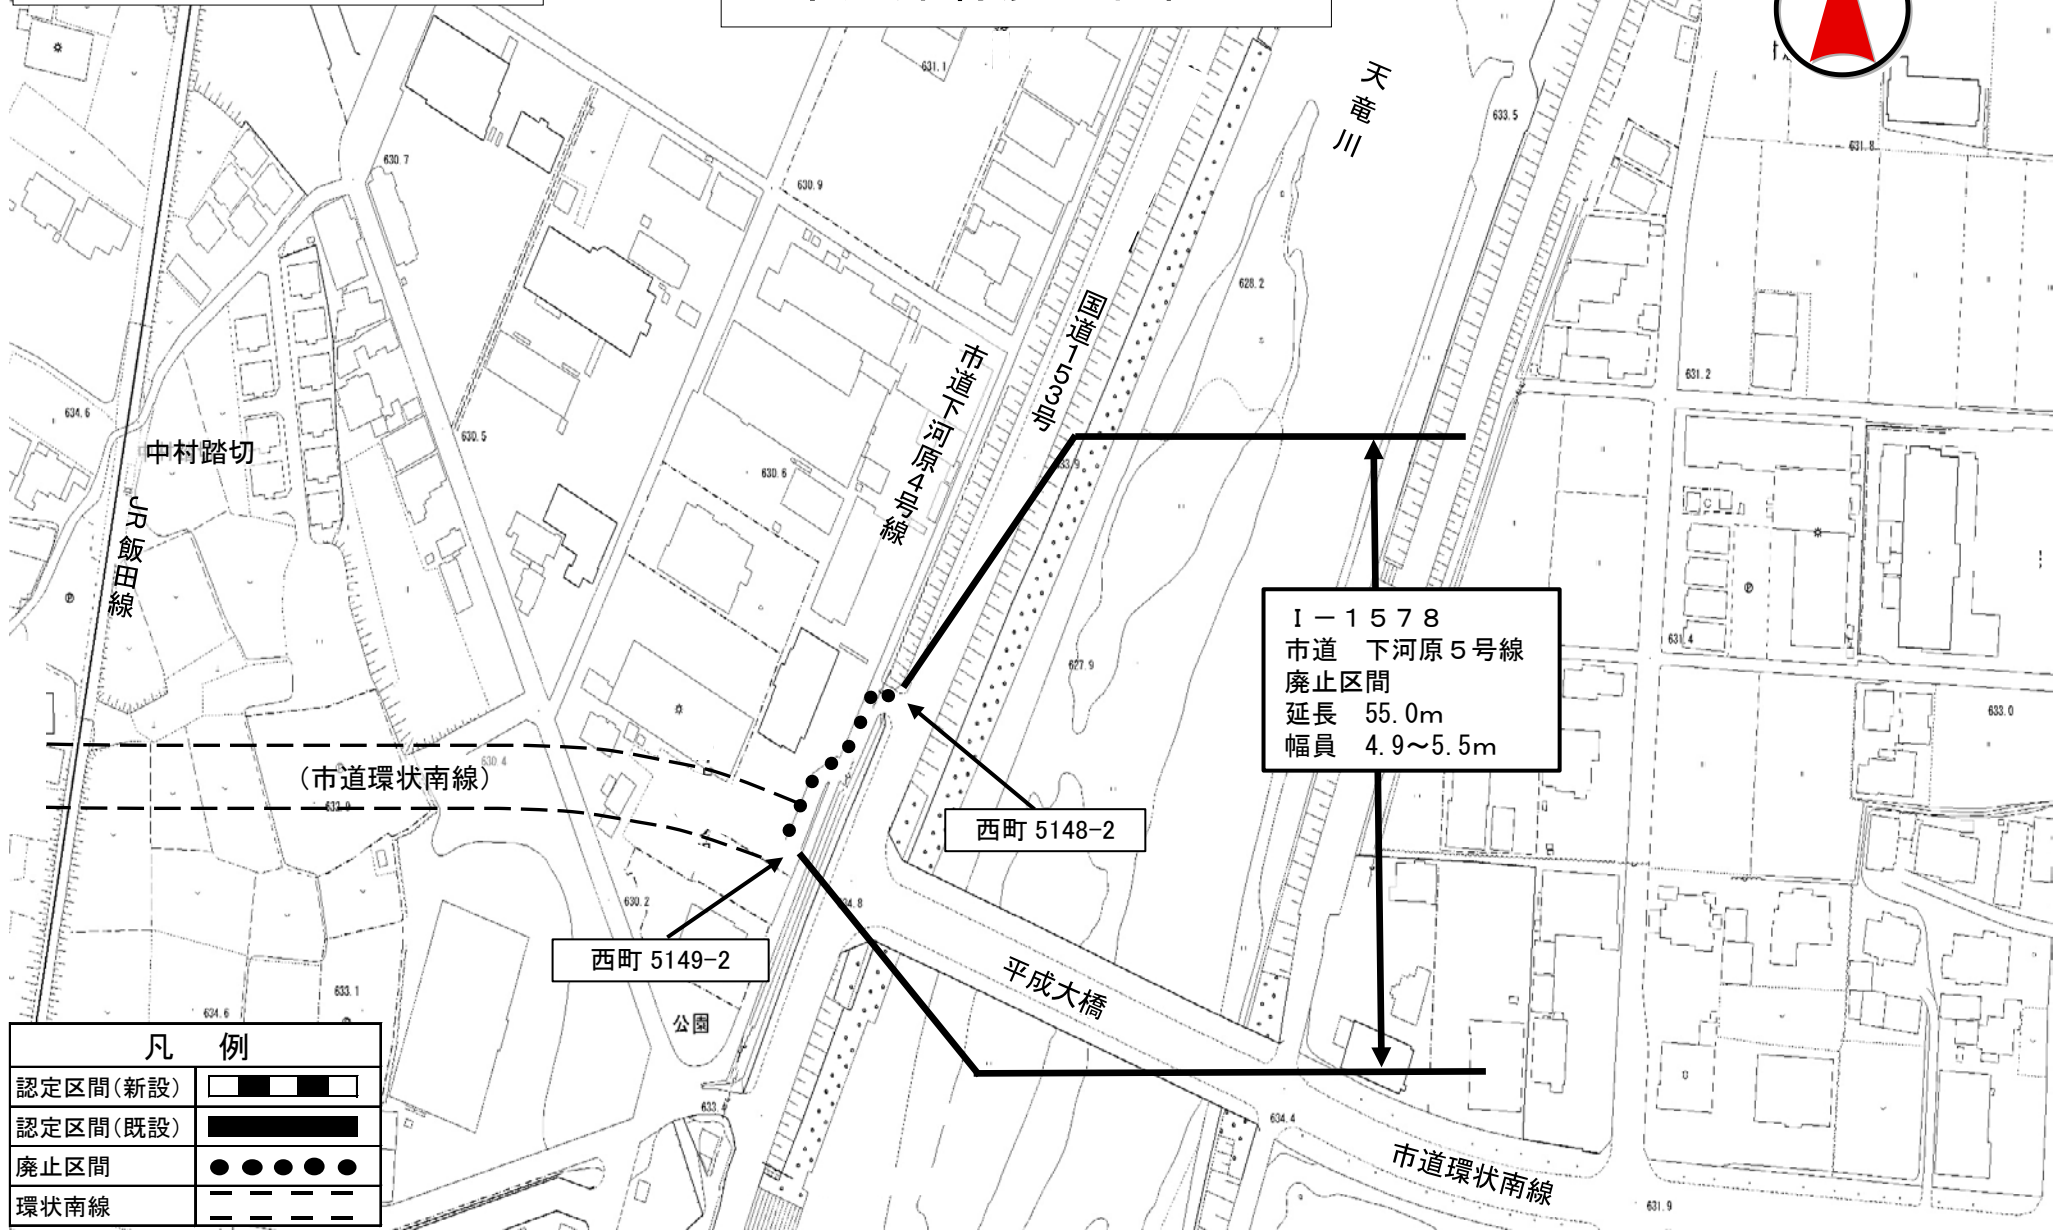 天竜川
国道153号
市道下河原4号線
中村踏切
JR飯田線
(市道環状南線)
Ⅰ－１５７８
市道　下河原５号線
廃止区間
延長　55.0m
幅員　4.9～5.5m
西町 5148-2
西町 5149-2
平成大橋
市道環状南線
公園
凡　例
認定区間(新設)
認定区間(既設)
廃止区間
環状南線
631.1
630.7
630.9
633.5
631.8
628.2
631.2
634.6
630.5
630.6
627.9
631.4
633.0
630.4
630.2
633.1
634.6
634.4
631.9